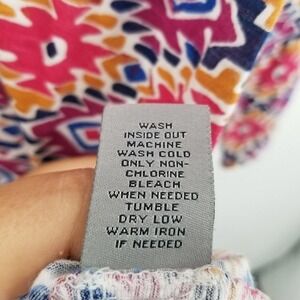 WASH
INSIDE OUT
MACHINE
WASH COLD
ONLY NON-
CHLORINE
BLEACH
WHEN NEEDED
TUMBLE
DRY LOW
WARM IRON
IF NEEDED